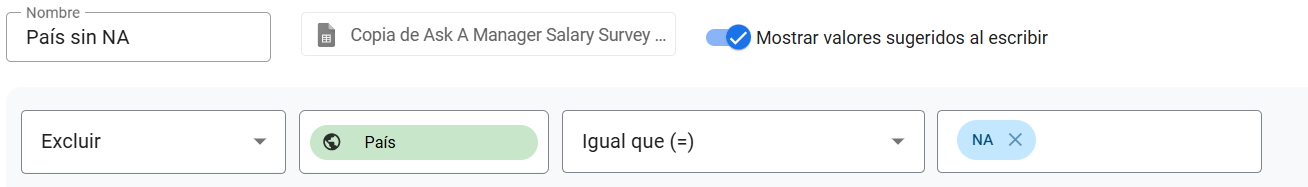 Nombre
País sin NA
Copia de Ask A Manager Salary Survey ...
Mostrar valores sugeridos al escribir
Excluir
País
Igual que (=)
NA